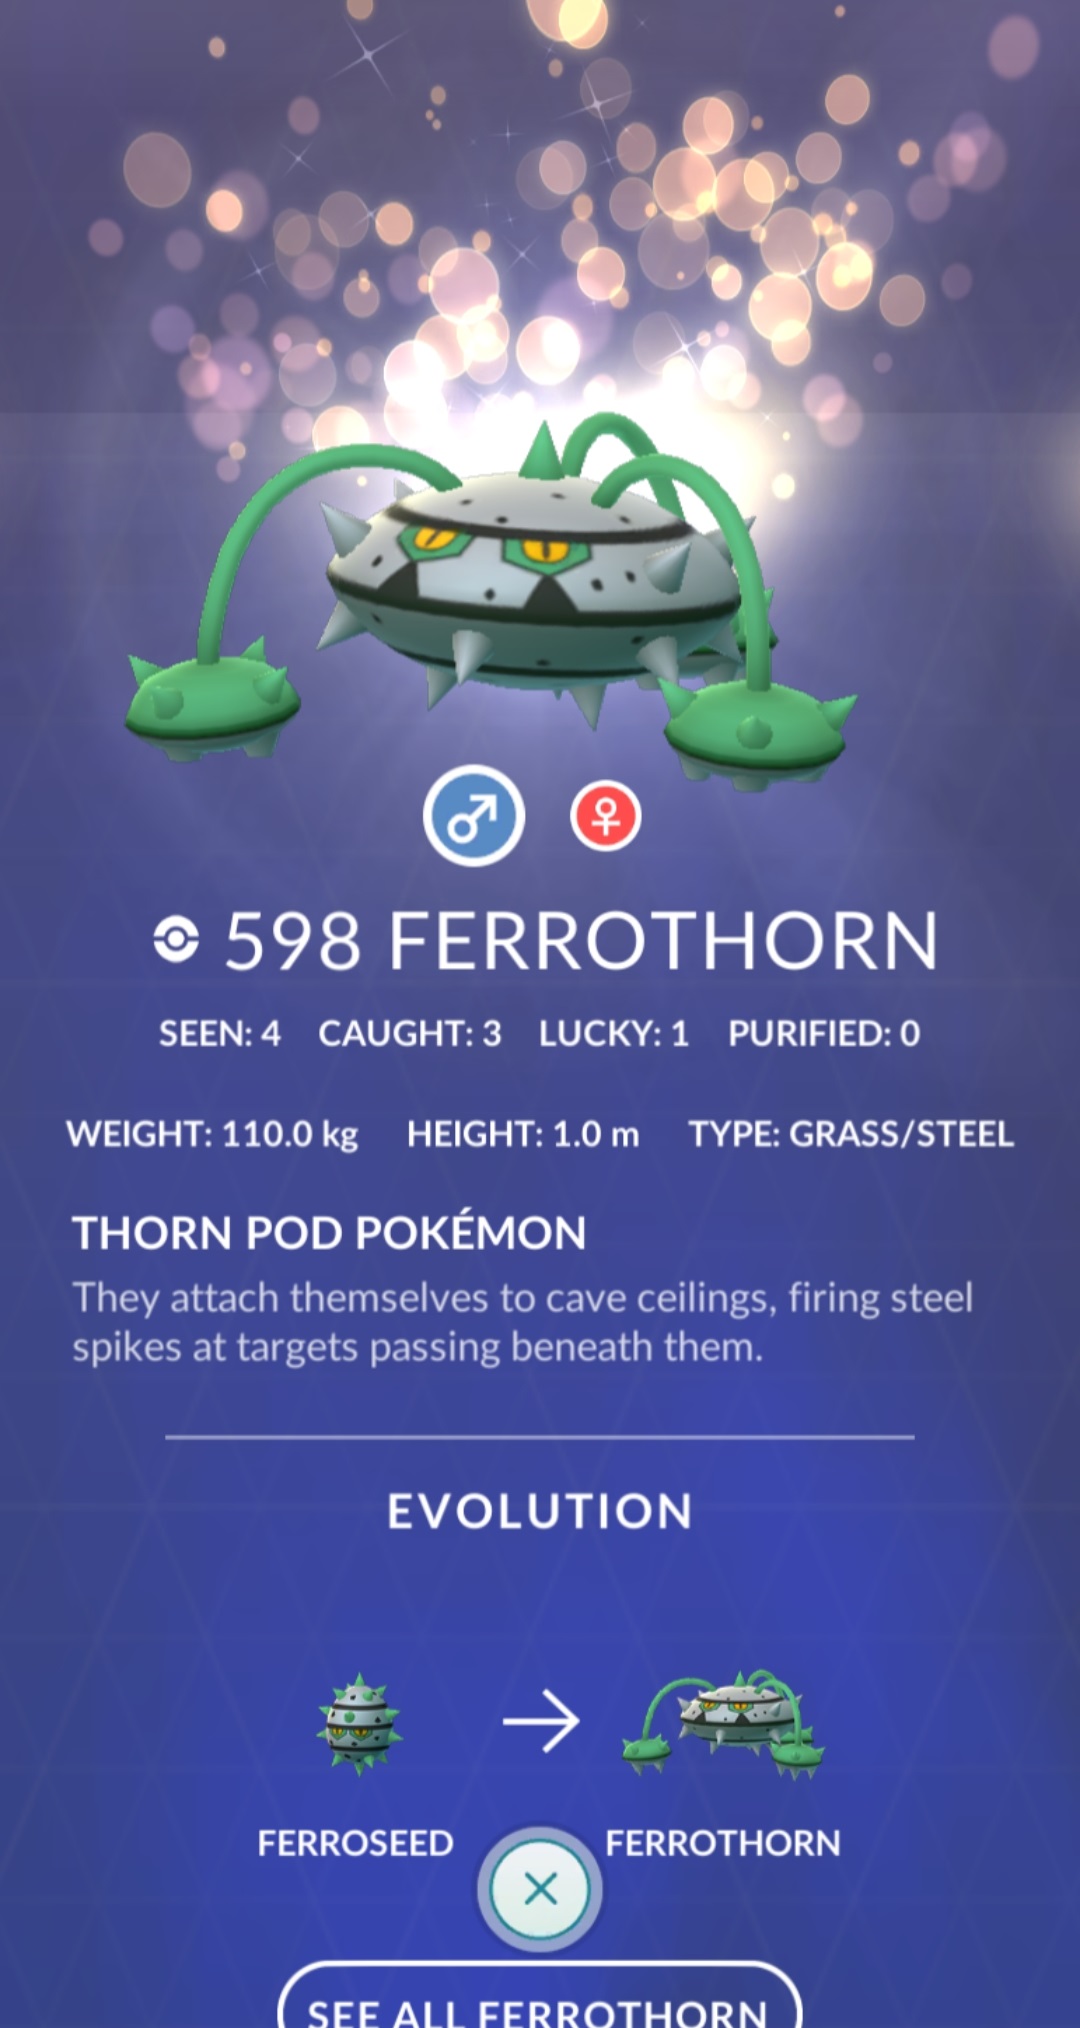 598 FERROTHORN
SEEN: 4 CAUGHT: 3 LUCKY: 1 PURIFIED: 0
WEIGHT: 110.0 kg HEIGHT: 1.0 m TYPE: GRASS/STEEL
THORN POD POKÉMON
They attach themselves to cave ceilings, firing steel
spikes at targets passing beneath them.
EVOLUTION
FERROSEED FERROTHORN
SEE ALL FERROTHORN